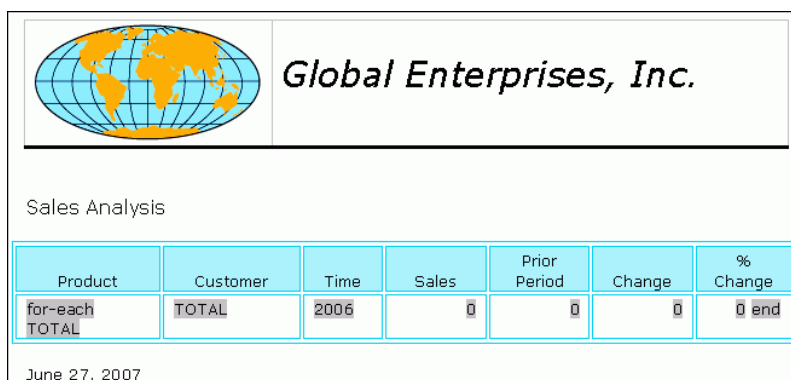 Global Enterprises, Inc.
Sales Analysis
Product Customer Time Sales Prior Period Change % Change
for-each TOTAL TOTAL 2006 0 0 0 0 end
June 27, 2007